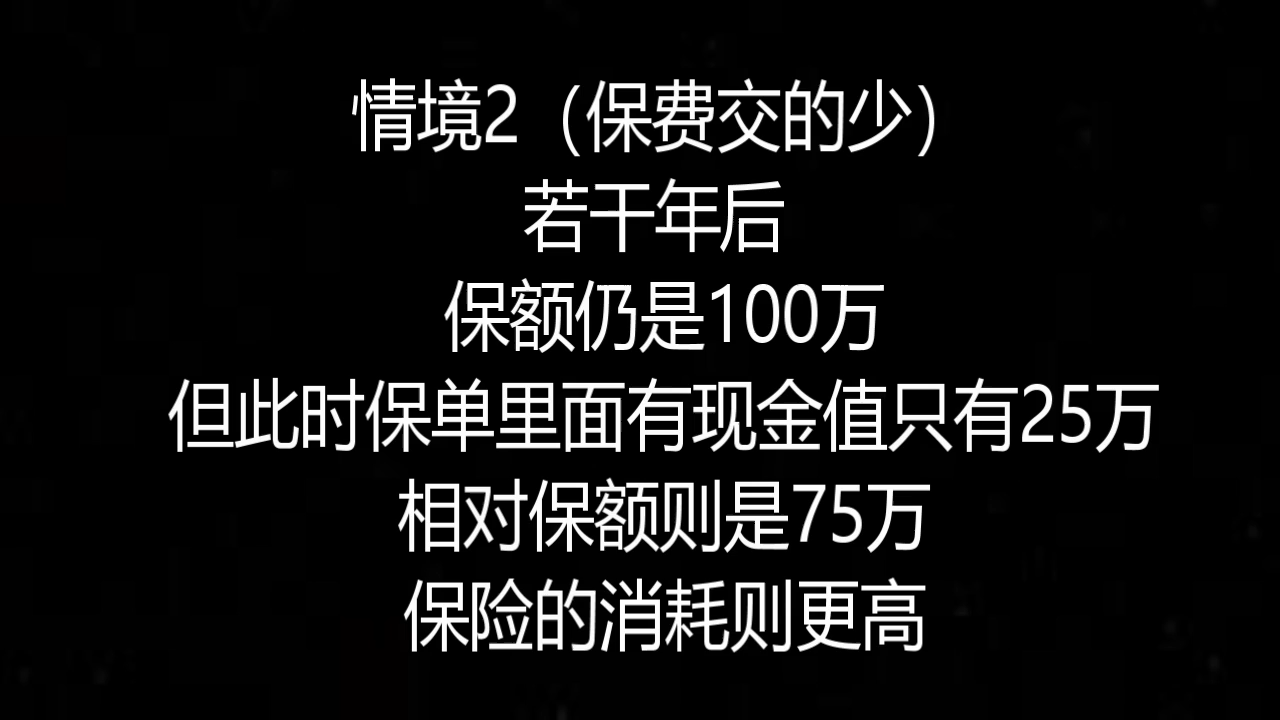 情境2（保费交的少）
若干年后
保额仍是100万
但此时保单里面有现金值只有25万
相对保额则是75万
保险的消耗则更高